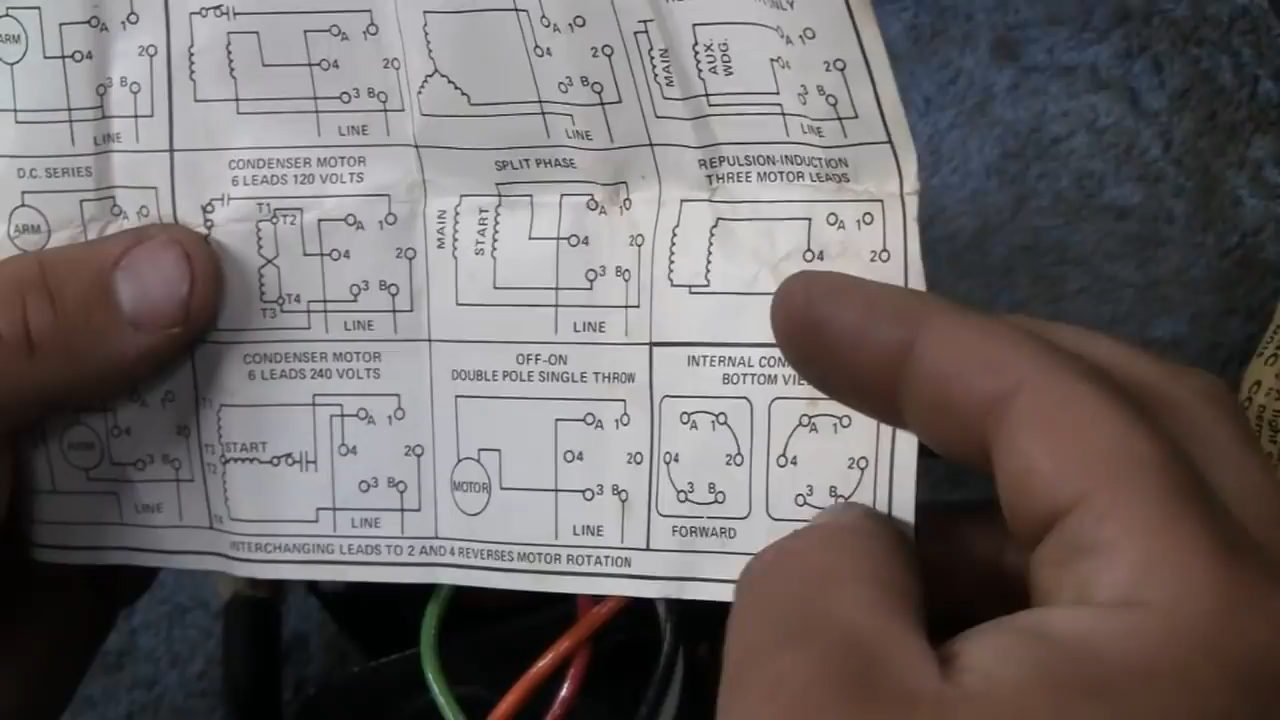 ONLY
ARM
A 1
4
2
3 B
LINE
A 1
4
2
3 B
LINE
A 1
4
2
3 B
LINE
MAIN
AUX.
WDG.
A 1
2
3 B
LINE
D.C. SERIES
ARM
A 1
CONDENSER MOTOR
6 LEADS 120 VOLTS
T1
T2
A 1
4
2
T4
T3
3 B
LINE
SPLIT PHASE
MAIN
START
A 1
4
2
3 B
LINE
REPULSION-INDUCTION
THREE MOTOR LEADS
A 1
4
2
A 1
4
2
3 B
LINE
CONDENSER MOTOR
6 LEADS 240 VOLTS
T1
START
T3
T2
T4
A 1
4
2
3 B
LINE
OFF-ON
DOUBLE POLE SINGLE THROW
MOTOR
A 1
4
2
3 B
LINE
INTERNAL
BOTTOM
A 1
4
2
3 B
FORWARD
A 1
4
2
3 B
INTERCHANGING LEADS TO 2 AND 4 REVERSES MOTOR ROTATION